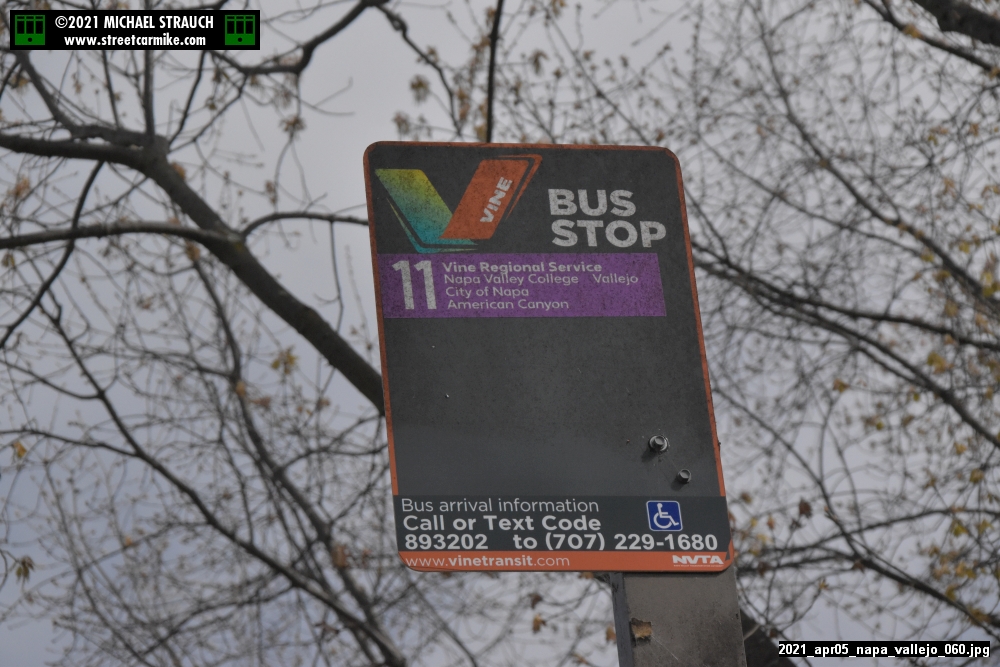 ©2021 MICHAEL STRAUCH
www.streetcarmike.com
VINE
BUS
STOP
11
Vine Regional Service
Napa Valley College Vallejo
City of Napa
American Canyon
Bus arrival information
Call or Text Code
893202 to (707) 229-1680
www.vinetransit.com
NVTA
2021_apr05_napa_vallejo_060.jpg